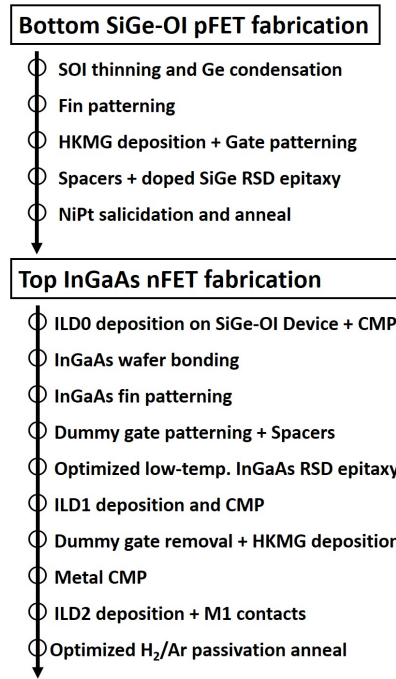 Bottom SiGe-OI pFET fabrication
SOI thinning and Ge condensation
Fin patterning
HKMG deposition + Gate patterning
Spacers + doped SiGe RSD epitaxy
NiPt salicidation and anneal
Top InGaAs nFET fabrication
ILD0 deposition on SiGe-OI Device + CMP
InGaAs wafer bonding
InGaAs fin patterning
Dummy gate patterning + Spacers
Optimized low-temp. InGaAs RSD epitaxy
ILD1 deposition and CMP
Dummy gate removal + HKMG deposition
Metal CMP
ILD2 deposition + M1 contacts
Optimized H₂/Ar passivation anneal